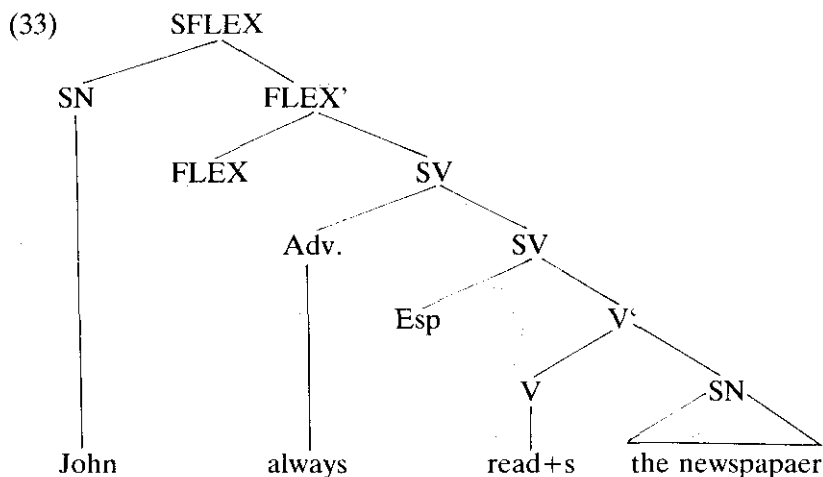 (33) SFLEX
SN FLEX'
FLEX SV
Adv. SV
Esp V‘
V SN
John always read+s the newspapaer